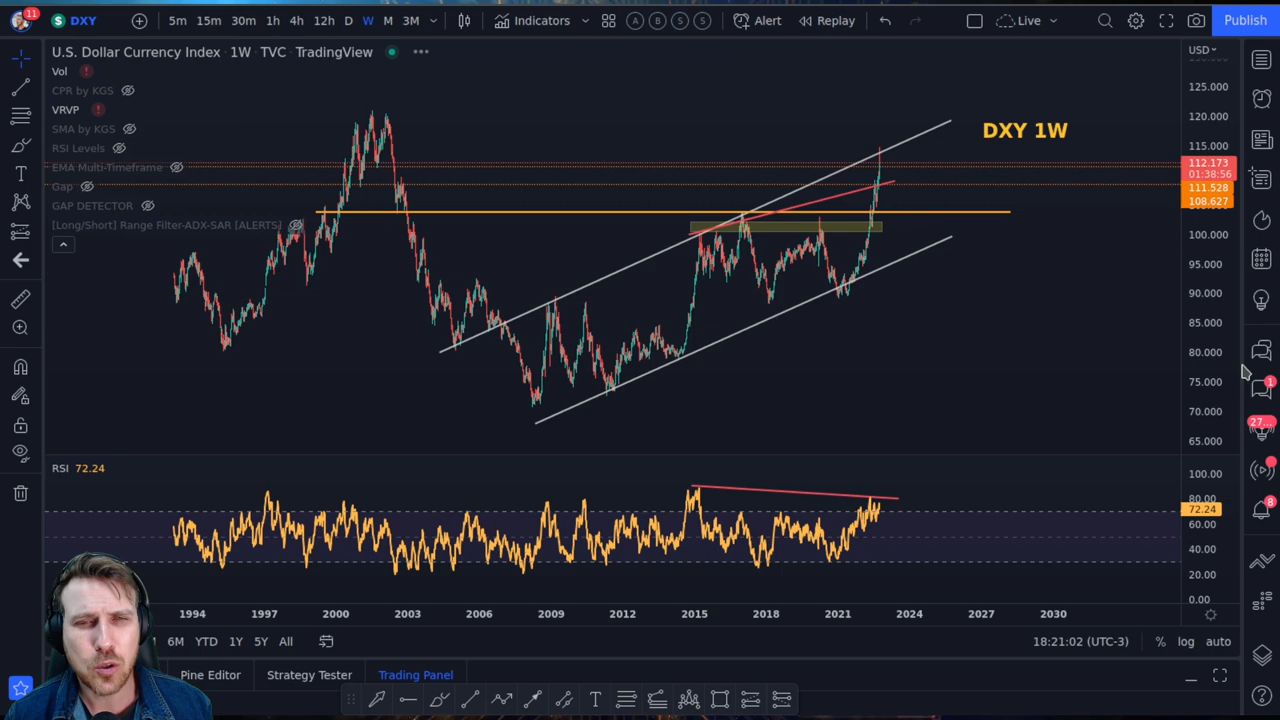 11 DXY 5m 15m 30m 1h 4h 12h D W M 3M Indicators A B S S Alert Replay Live Publish
U.S. Dollar Currency Index · 1W · TVC · TradingView USD
Vol
CPR by KGS
VRVP
SMA by KGS
RSI Levels
EMA Multi-Timeframe
Gap
GAP DETECTOR
[Long/Short] Range Filter-ADX-SAR [ALERTS]
DXY 1W
125.000
120.000
115.000
112.173
01:38:56
111.528
108.627
100.000
95.000
90.000
85.000
80.000
75.000
70.000
65.000
1
27...
8
RSI 72.24
100.00
80.00
72.24
60.00
40.00
20.00
0.00
1994 1997 2000 2003 2006 2009 2012 2015 2018 2021 2024 2027 2030
6M YTD 1Y 5Y All 18:21:02 (UTC-3) % log auto
Pine Editor Strategy Tester Trading Panel